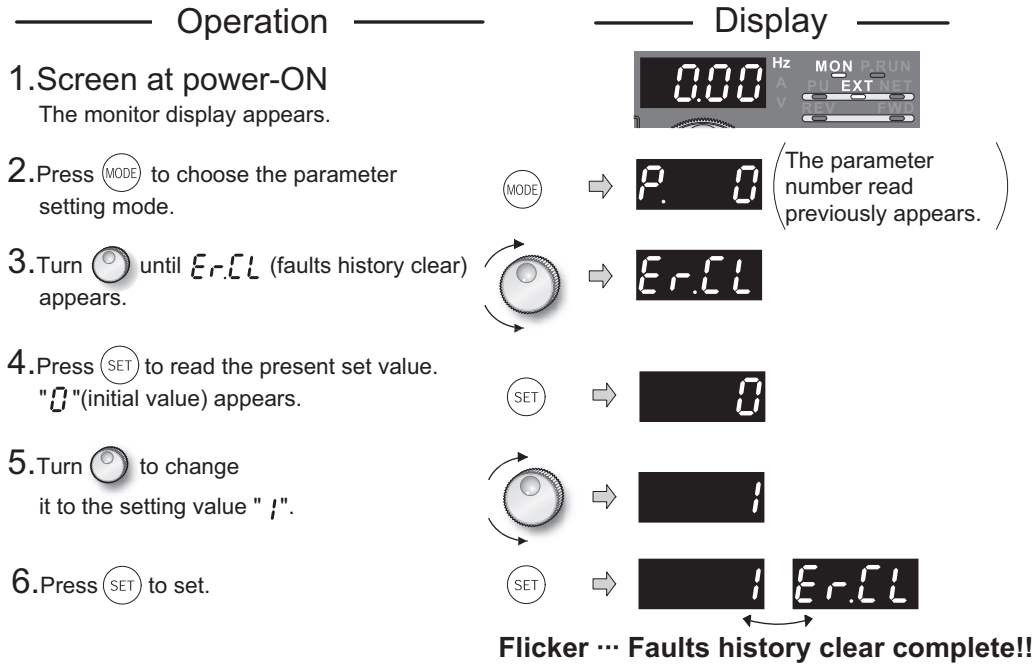 Operation
Display
1.Screen at power-ON
The monitor display appears.
0.00
Hz
A
V
MON P.RUN
PU EXT NET
REV FWD
2.Press MODE to choose the parameter
setting mode.
MODE
P. 0
The parameter
number read
previously appears.
3.Turn until Er.CL (faults history clear)
appears.
Er.CL
4.Press SET to read the present set value.
"0"(initial value) appears.
SET
0
5.Turn to change
it to the setting value "1".
1
6.Press SET to set.
SET
1 Er.CL
Flicker ··· Faults history clear complete!!